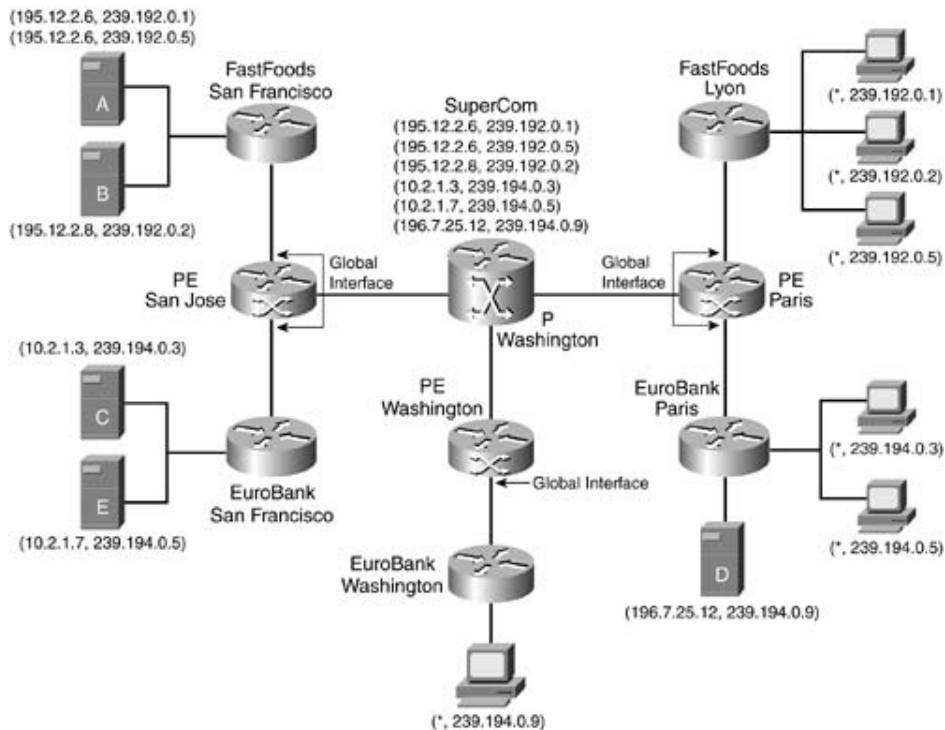 (195.12.2.6, 239.192.0.1)
(195.12.2.6, 239.192.0.5)
A
B
(195.12.2.8, 239.192.0.2)
FastFoods
San Francisco
SuperCom
(195.12.2.6, 239.192.0.1)
(195.12.2.6, 239.192.0.5)
(195.12.2.8, 239.192.0.2)
(10.2.1.3, 239.194.0.3)
(10.2.1.7, 239.194.0.5)
(196.7.25.12, 239.194.0.9)
FastFoods
Lyon
(*, 239.192.0.1)
(*, 239.192.0.2)
(*, 239.192.0.5)
PE
San Jose
Global
Interface
P
Washington
Global
Interface
PE
Paris
(10.2.1.3, 239.194.0.3)
C
E
(10.2.1.7, 239.194.0.5)
EuroBank
San Francisco
PE
Washington
Global Interface
EuroBank
Washington
(*, 239.194.0.9)
EuroBank
Paris
(*, 239.194.0.3)
(*, 239.194.0.5)
D
(196.7.25.12, 239.194.0.9)